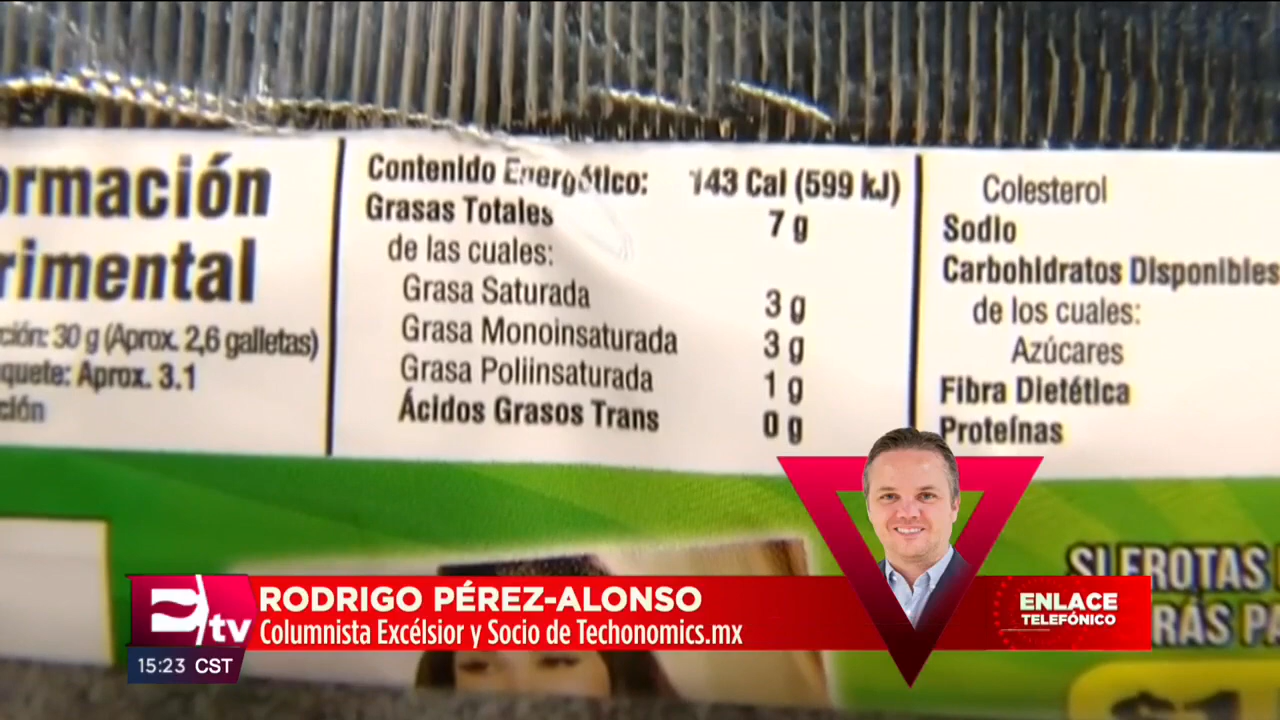 ormación
rimental
ción: 30 g (Aprox. 2,6 galletas)
quete: Aprox. 3.1
ción
Contenido Energético: 143 Cal (599 kJ)
Grasas Totales 7 g
de las cuales:
Grasa Saturada 3 g
Grasa Monoinsaturada 3 g
Grasa Poliinsaturada 1 g
Ácidos Grasos Trans 0 g
Colesterol
Sodio
Carbohidratos Disponibles
de los cuales:
Azúcares
Fibra Dietética
Proteínas
SI FROTAS
RÁS PA
tv
15:23 CST
RODRIGO PÉREZ-ALONSO
Columnista Excélsior y Socio de Techonomics.mx
ENLACE
TELEFÓNICO